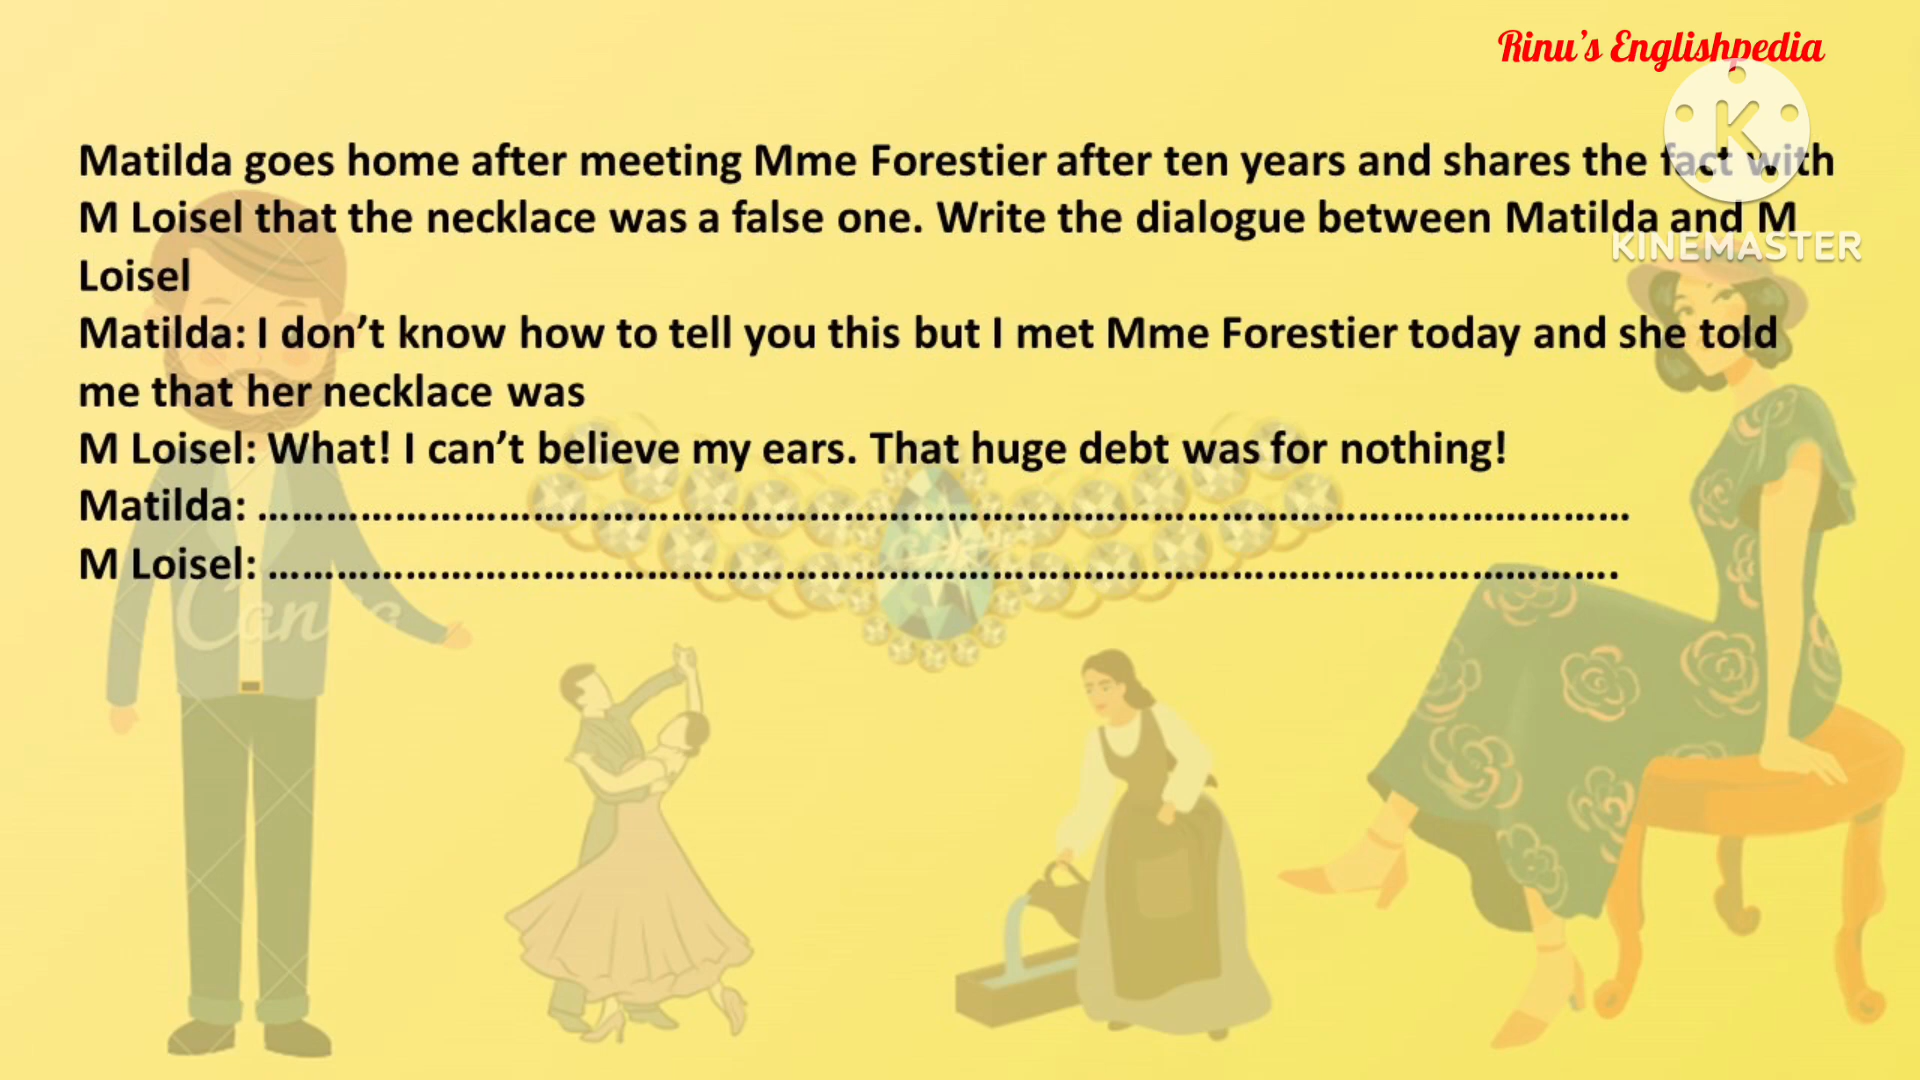 Rinu's Englishpedia
Matilda goes home after meeting Mme Forestier after ten years and shares the fact with
M Loisel that the necklace was a false one. Write the dialogue between Matilda and M
KINEMASTER
Loisel
Matilda: I don't know how to tell you this but I met Mme Forestier today and she told
me that her necklace was
M Loisel: What! I can't believe my ears. That huge debt was for nothing!
Matilda: ………………………………………………………………………………………………………
M Loisel: …………………………………………………………………………………………………….
Canva